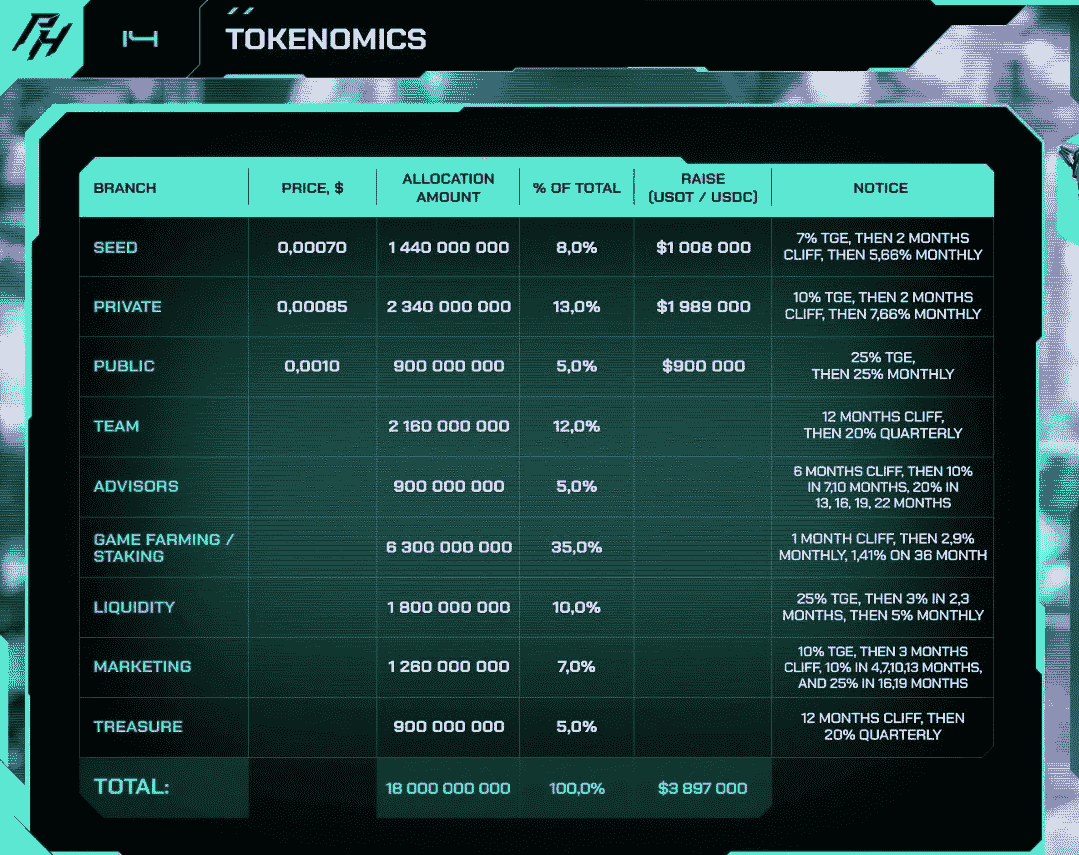 PH
14
TOKENOMICS
BRANCH
PRICE, $
ALLOCATION
AMOUNT
% OF TOTAL
RAISE
(USDT / USDC)
NOTICE
SEED
0,00070
1 440 000 000
8,0%
$1 008 000
7% TGE, THEN 2 MONTHS
CLIFF, THEN 5,66% MONTHLY
PRIVATE
0,00085
2 340 000 000
13,0%
$1 989 000
10% TGE, THEN 2 MONTHS
CLIFF, THEN 7,66% MONTHLY
PUBLIC
0,0010
900 000 000
5,0%
$900 000
25% TGE,
THEN 25% MONTHLY
TEAM
2 160 000 000
12,0%
12 MONTHS CLIFF,
THEN 20% QUARTERLY
ADVISORS
900 000 000
5,0%
6 MONTHS CLIFF, THEN 10%
IN 7,10 MONTHS, 20% IN
13, 16, 19, 22 MONTHS
GAME FARMING /
STAKING
6 300 000 000
35,0%
1 MONTH CLIFF, THEN 2,9%
MONTHLY, 1,41% ON 36 MONTH
LIQUIDITY
1 800 000 000
10,0%
25% TGE, THEN 3% IN 2,3
MONTHS, THEN 5% MONTHLY
MARKETING
1 260 000 000
7,0%
10% TGE, THEN 3 MONTHS
CLIFF, 10% IN 4,7,10,13 MONTHS,
AND 25% IN 16,19 MONTHS
TREASURE
900 000 000
5,0%
12 MONTHS CLIFF, THEN
20% QUARTERLY
TOTAL:
18 000 000 000
100,0%
$3 897 000